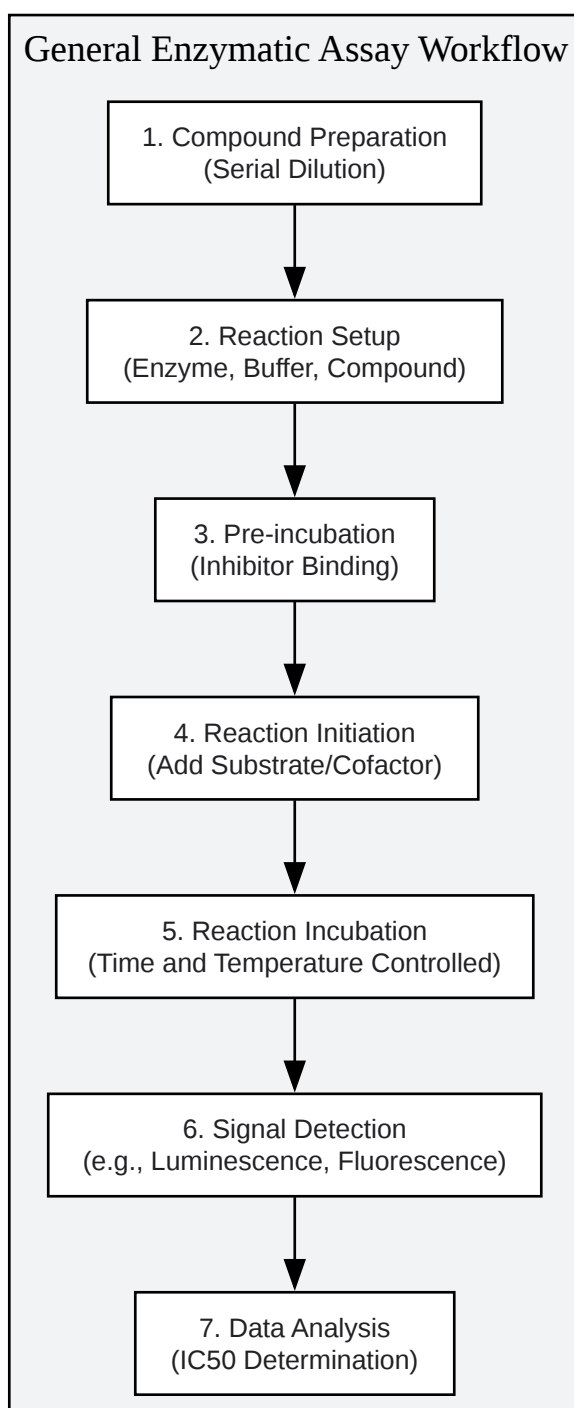 General Enzymatic Assay Workflow
1. Compound Preparation
(Serial Dilution)
2. Reaction Setup
(Enzyme, Buffer, Compound)
3. Pre-incubation
(Inhibitor Binding)
4. Reaction Initiation
(Add Substrate/Cofactor)
5. Reaction Incubation
(Time and Temperature Controlled)
6. Signal Detection
(e.g., Luminescence, Fluorescence)
7. Data Analysis
(IC50 Determination)